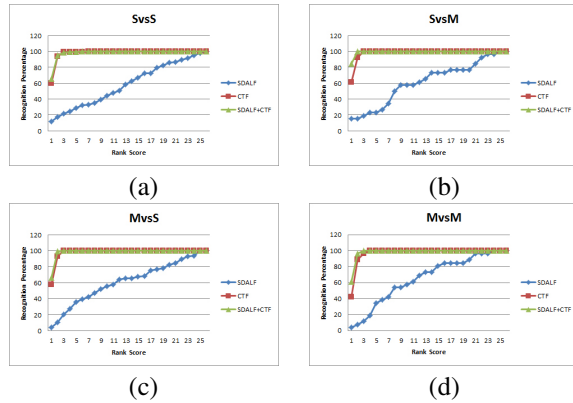 SvsS
Recognition Percentage
120
100
80
60
40
20
0
1 3 5 7 9 11 13 15 17 19 21 23 25
Rank Score
SDALF
CTF
SDALF+CTF
(a)
SvsM
Recognition Percentage
120
100
80
60
40
20
0
1 3 5 7 9 11 13 15 17 19 21 23 25
Rank Score
SDALF
CTF
SDALF+CTF
(b)
MvsS
Recognition Percentage
120
100
80
60
40
20
0
1 3 5 7 9 11 13 15 17 19 21 23 25
Rank Score
SDALF
CTF
SDALF+CTF
(c)
MvsM
Recognition Percentage
120
100
80
60
40
20
0
1 3 5 7 9 11 13 15 17 19 21 23 25
Rank Score
SDALF
CTF
SDALF+CTF
(d)